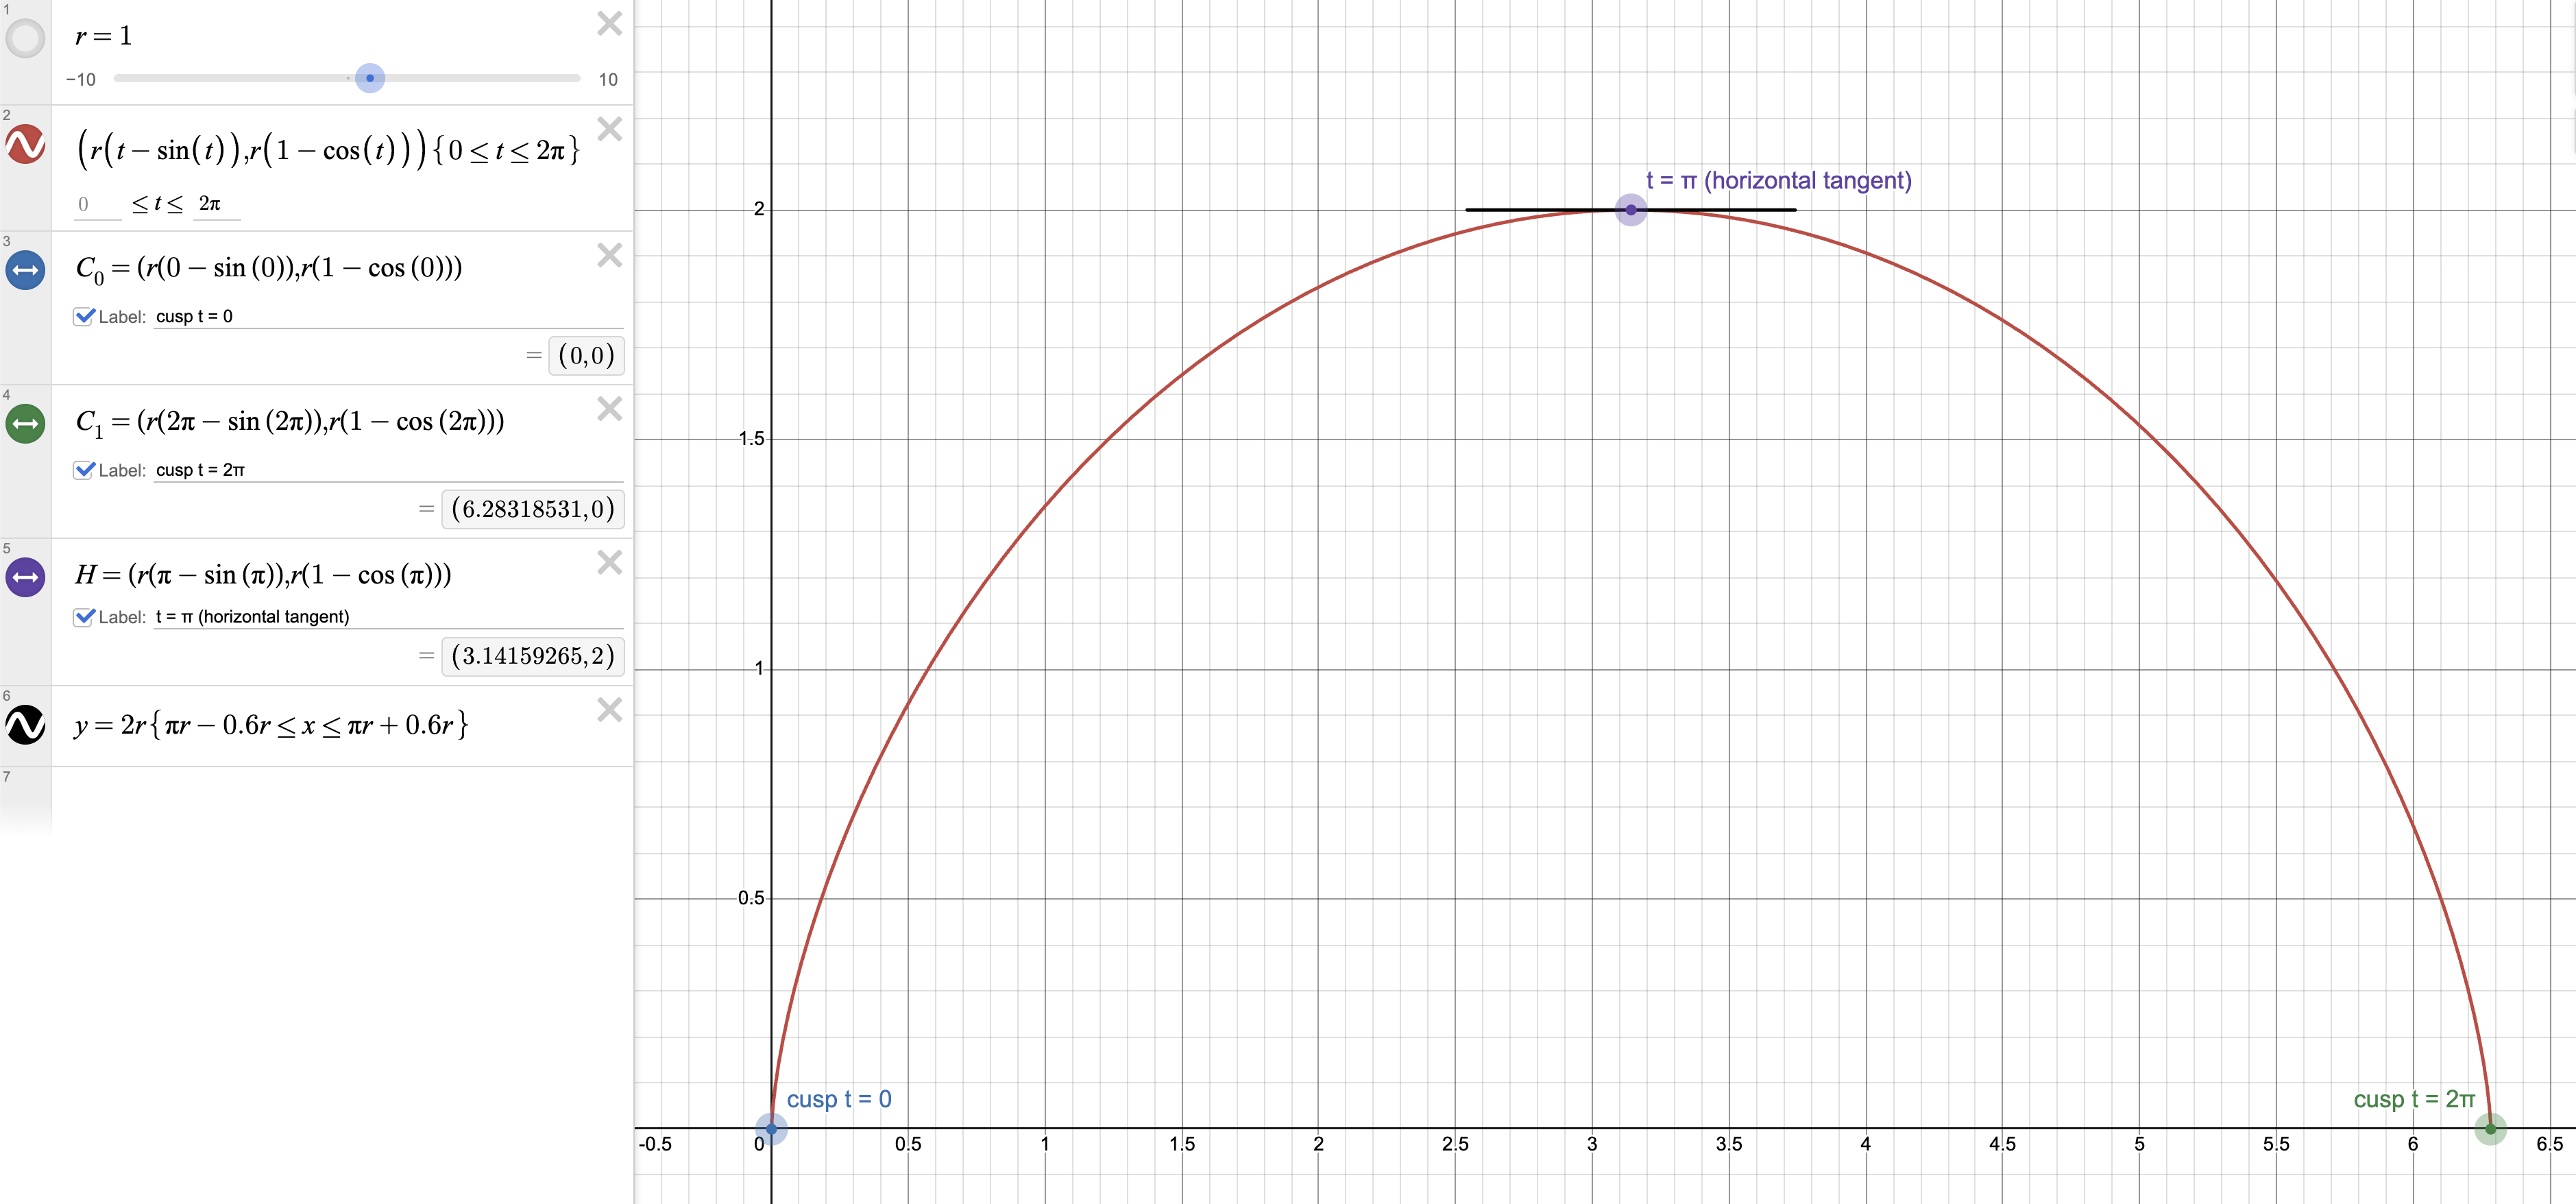 1
r = 1
−10
10
2
(r(t − sin(t)),r(1 − cos(t))){0 ≤ t ≤ 2π}
0 ≤ t ≤ 2π
3
C₀ = (r(0 − sin (0)),r(1 − cos (0)))
Label: cusp t = 0
= (0,0)
4
C₁ = (r(2π − sin (2π)),r(1 − cos (2π)))
Label: cusp t = 2π
= (6.28318531,0)
5
H = (r(π − sin (π)),r(1 − cos (π)))
Label: t = π (horizontal tangent)
= (3.14159265,2)
6
y = 2r{πr − 0.6r ≤ x ≤ πr + 0.6r}
7
t = π (horizontal tangent)
2
1.5
1
0.5
cusp t = 0
cusp t = 2π
-0.5 0 0.5 1 1.5 2 2.5 3 3.5 4 4.5 5 5.5 6 6.5